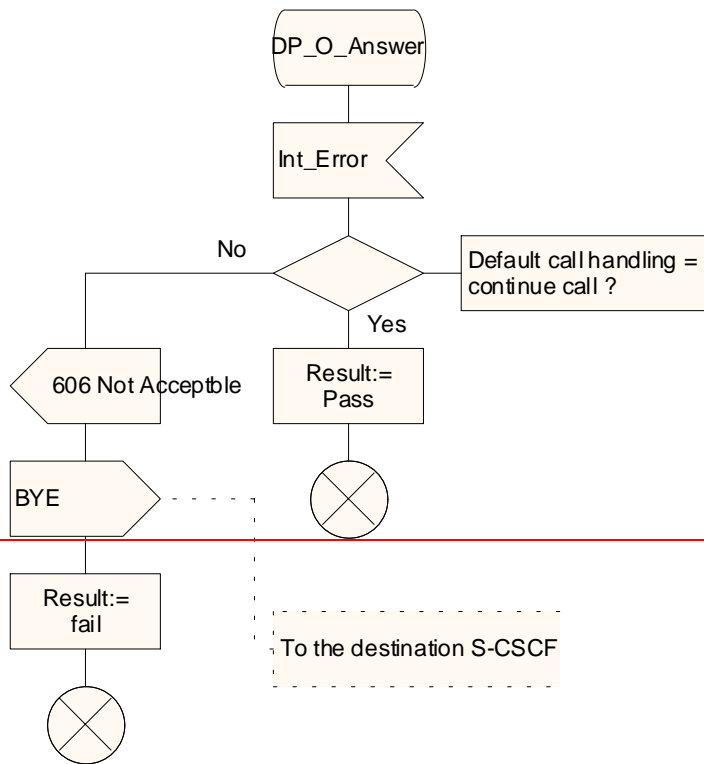 DP_O_Answer
Int_Error
No
Default call handling =
continue call ?
Yes
606 Not Acceptble
Result:=
Pass
BYE
Result:=
fail
To the destination S-CSCF